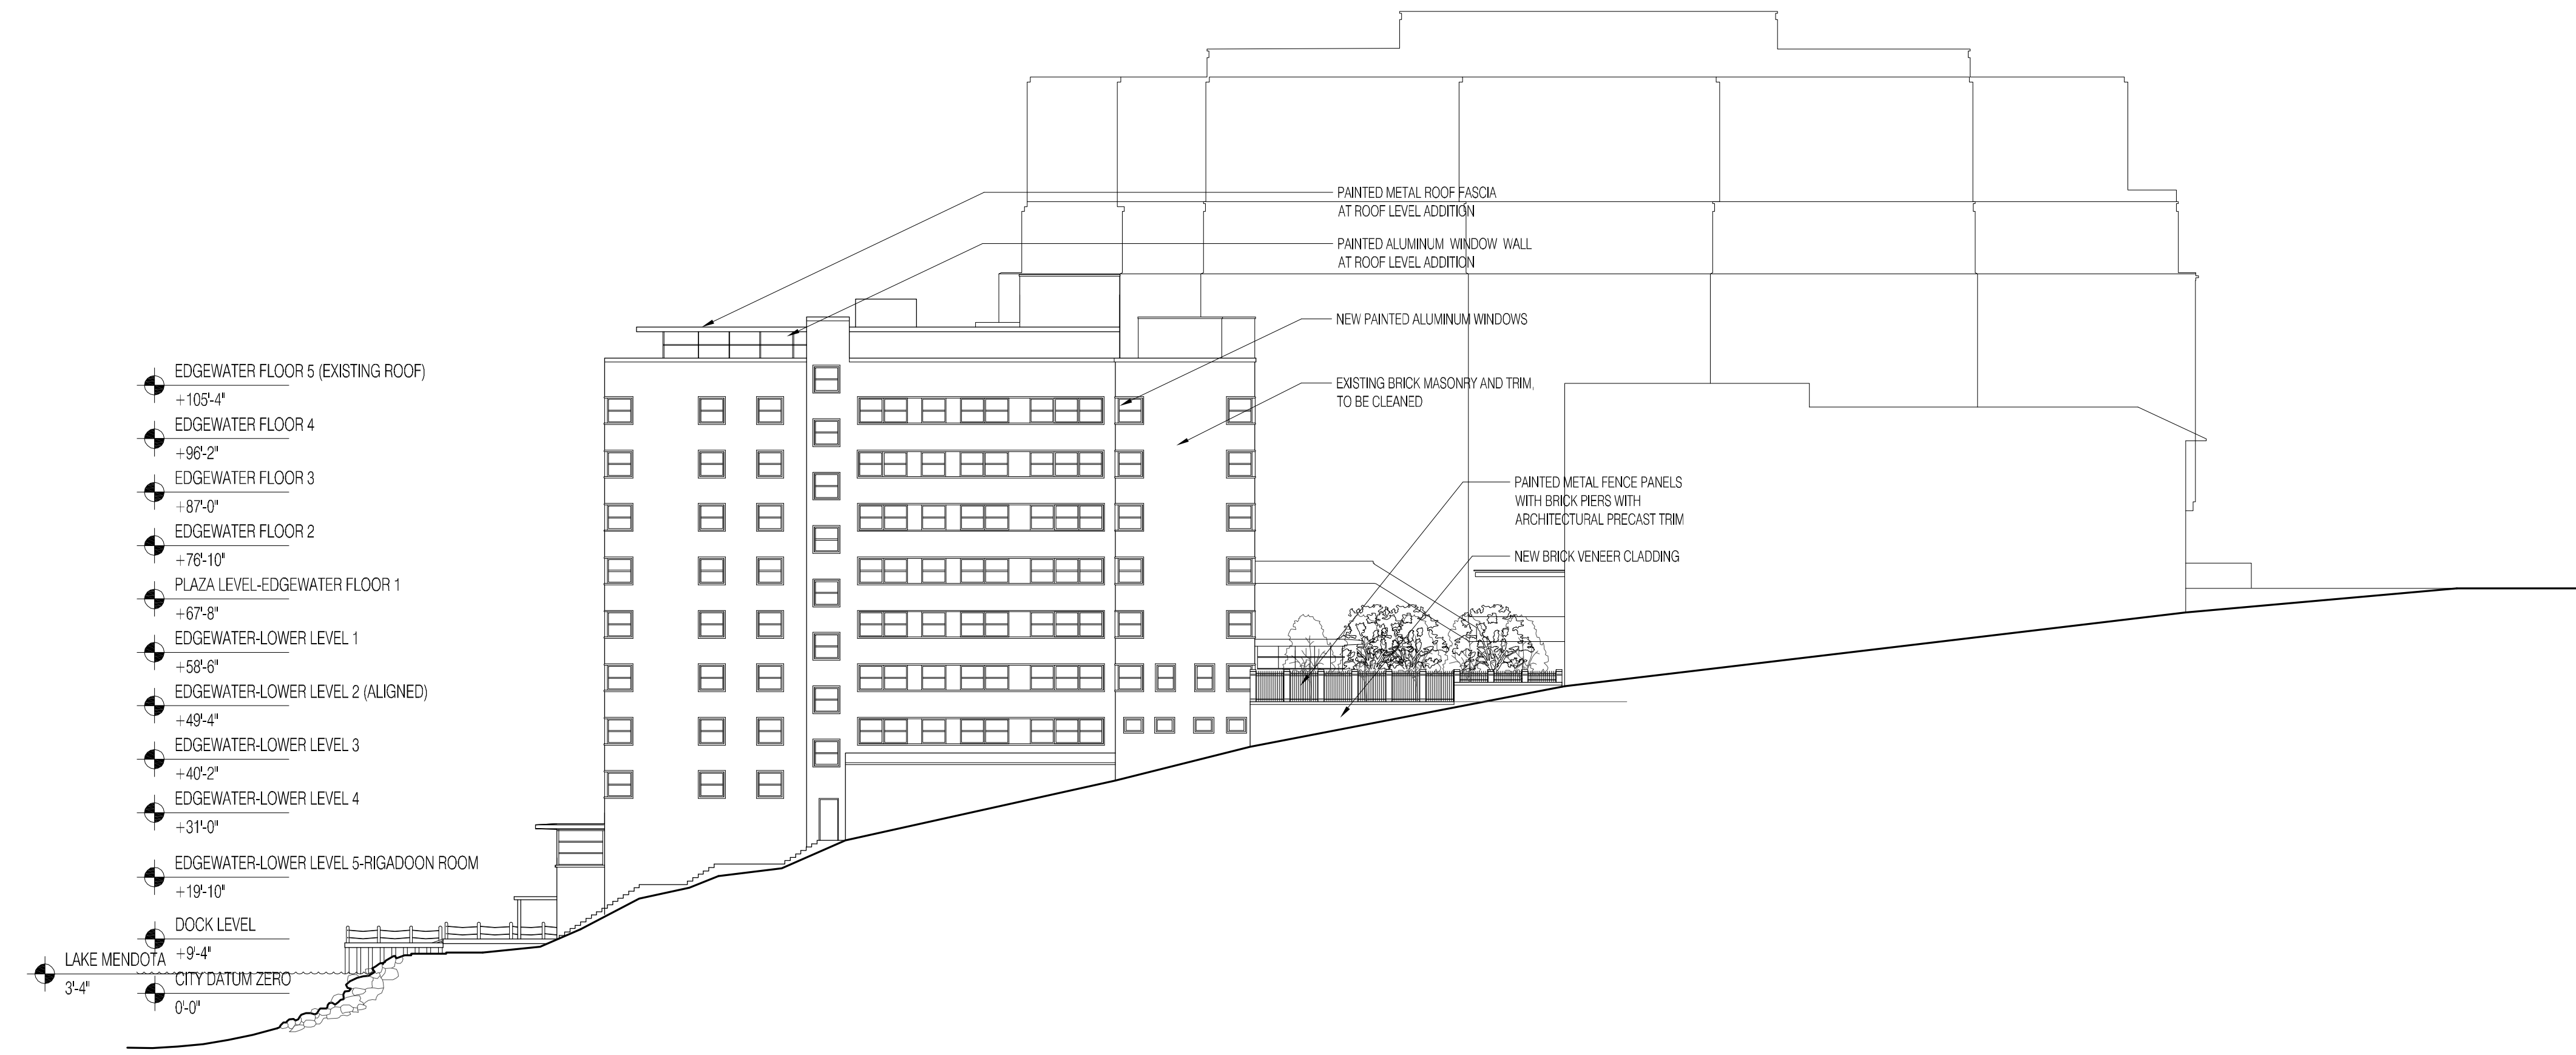 PAINTED METAL ROOF FASCIA
AT ROOF LEVEL ADDITION
PAINTED ALUMINUM WINDOW WALL
AT ROOF LEVEL ADDITION
NEW PAINTED ALUMINUM WINDOWS
EXISTING BRICK MASONRY AND TRIM,
TO BE CLEANED
PAINTED METAL FENCE PANELS
WITH BRICK PIERS WITH
ARCHITECTURAL PRECAST TRIM
NEW BRICK VENEER CLADDING
EDGEWATER FLOOR 5 (EXISTING ROOF)
+105'-4"
EDGEWATER FLOOR 4
+96'-2"
EDGEWATER FLOOR 3
+87'-0"
EDGEWATER FLOOR 2
+76'-10"
PLAZA LEVEL-EDGEWATER FLOOR 1
+67'-8"
EDGEWATER-LOWER LEVEL 1
+58'-6"
EDGEWATER-LOWER LEVEL 2 (ALIGNED)
+49'-4"
EDGEWATER-LOWER LEVEL 3
+40'-2"
EDGEWATER-LOWER LEVEL 4
+31'-0"
EDGEWATER-LOWER LEVEL 5-RIGADOON ROOM
+19'-10"
DOCK LEVEL
+9'-4"
LAKE MENDOTA
3'-4"
CITY DATUM ZERO
0'-0"